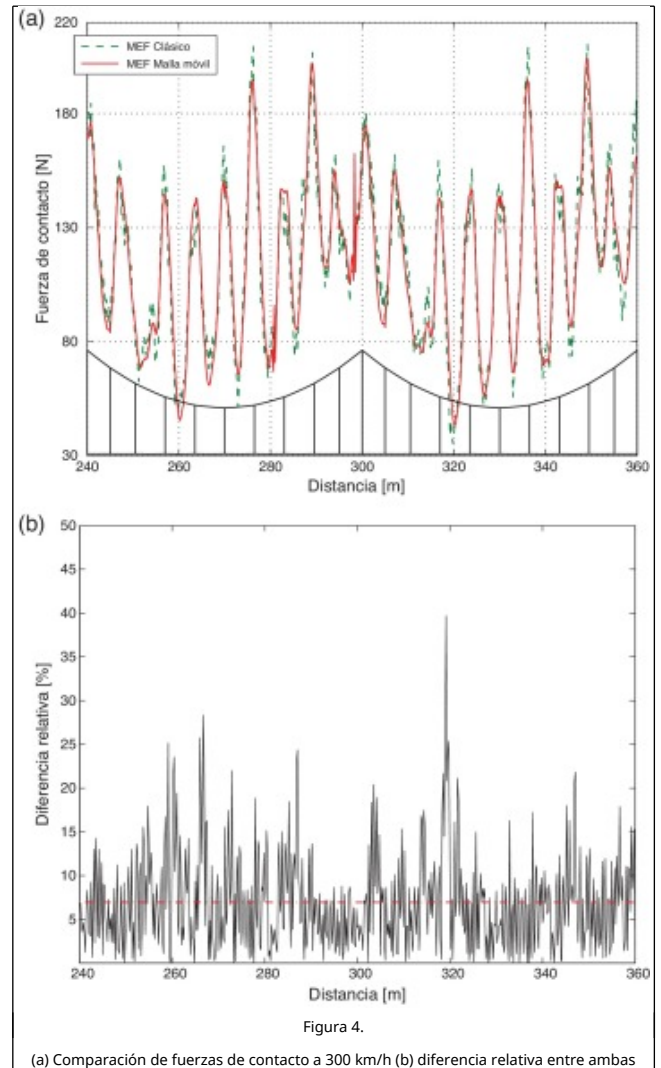 (a)
220
180
130
80
30
Fuerza de contacto [N]
MEF Clásico
MEF Malla móvil
240 260 280 300 320 340 360
Distancia [m]
(b)
50
45
40
35
30
25
20
15
10
5
Diferencia relativa [%]
240 260 280 300 320 340 360
Distancia [m]
Figura 4.
(a) Comparación de fuerzas de contacto a 300 km/h (b) diferencia relativa entre ambas